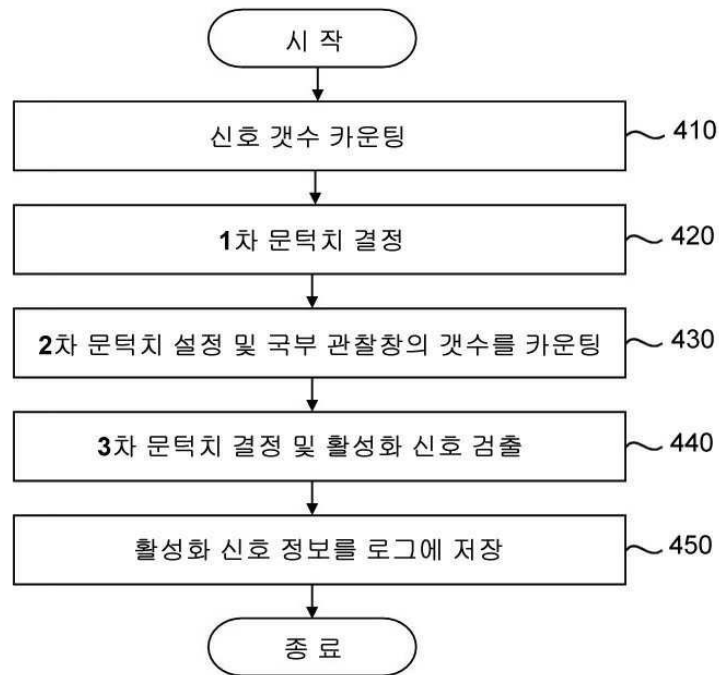 시 작
신호 갯수 카운팅
410
1차 문턱치 결정
420
2차 문턱치 설정 및 국부 관찰창의 갯수를 카운팅
430
3차 문턱치 결정 및 활성화 신호 검출
440
활성화 신호 정보를 로그에 저장
450
종 료